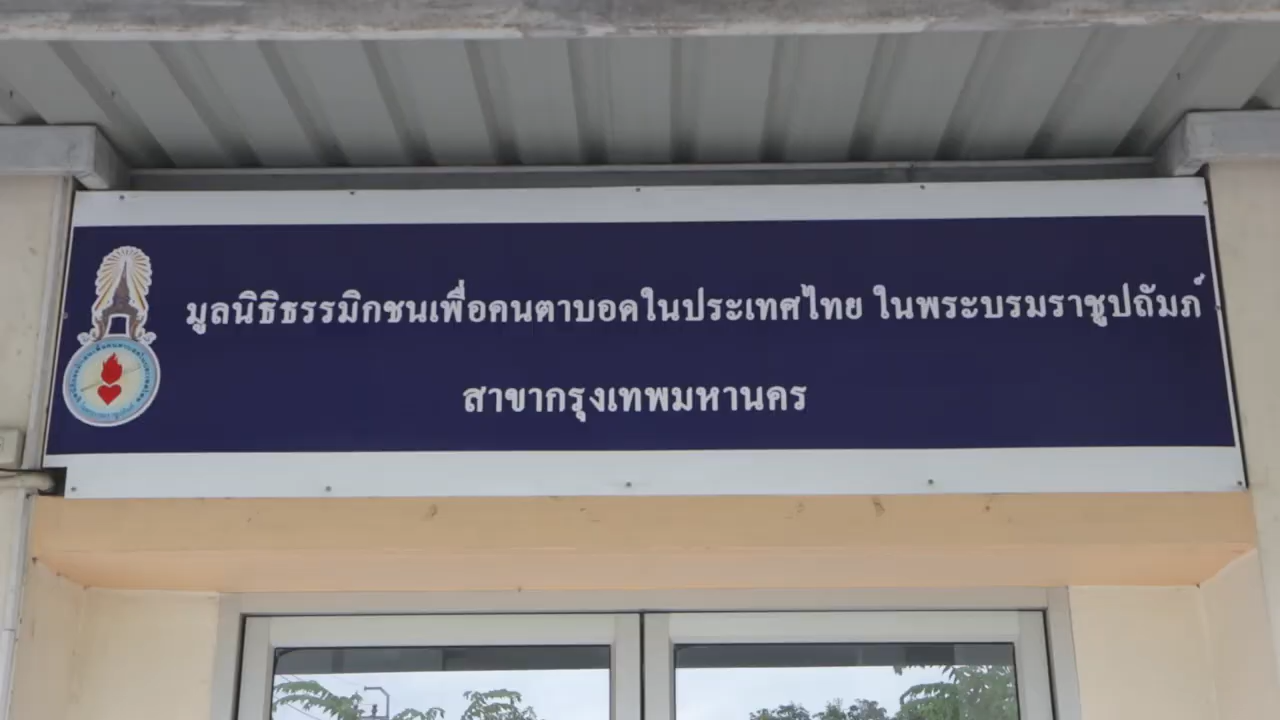 มูลนิธิธรรมิกชนเพื่อคนตาบอดในประเทศไทย ในพระบรมราชูปถัมภ์
สาขากรุงเทพมหานคร